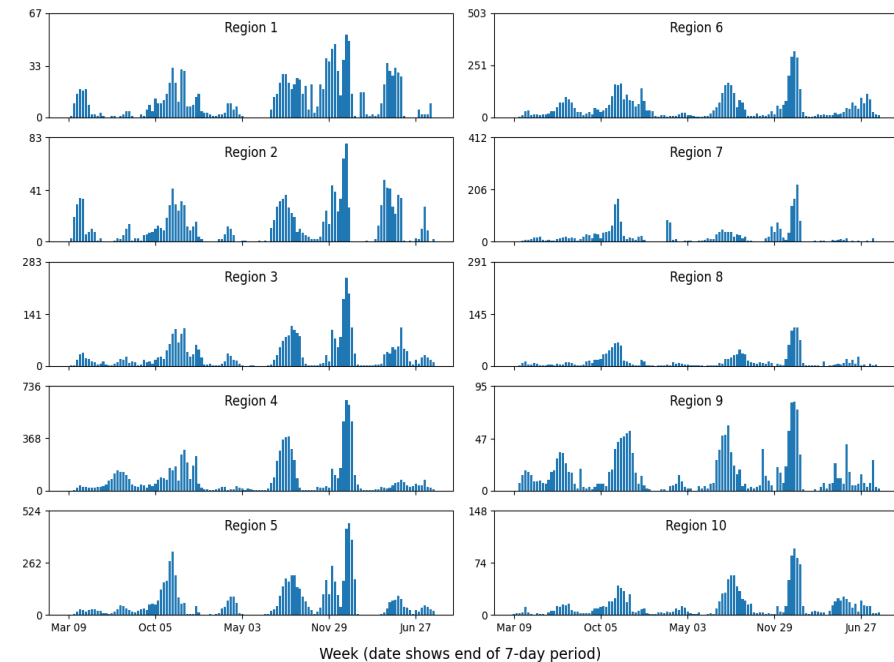 67
33
0
Region 1
503
251
0
Region 6
83
41
0
Region 2
412
206
0
Region 7
283
141
0
Region 3
291
145
0
Region 8
736
368
0
Region 4
95
47
0
Region 9
524
262
0
Region 5
148
74
0
Region 10
Mar 09 Oct 05 May 03 Nov 29 Jun 27
Mar 09 Oct 05 May 03 Nov 29 Jun 27
Week (date shows end of 7-day period)